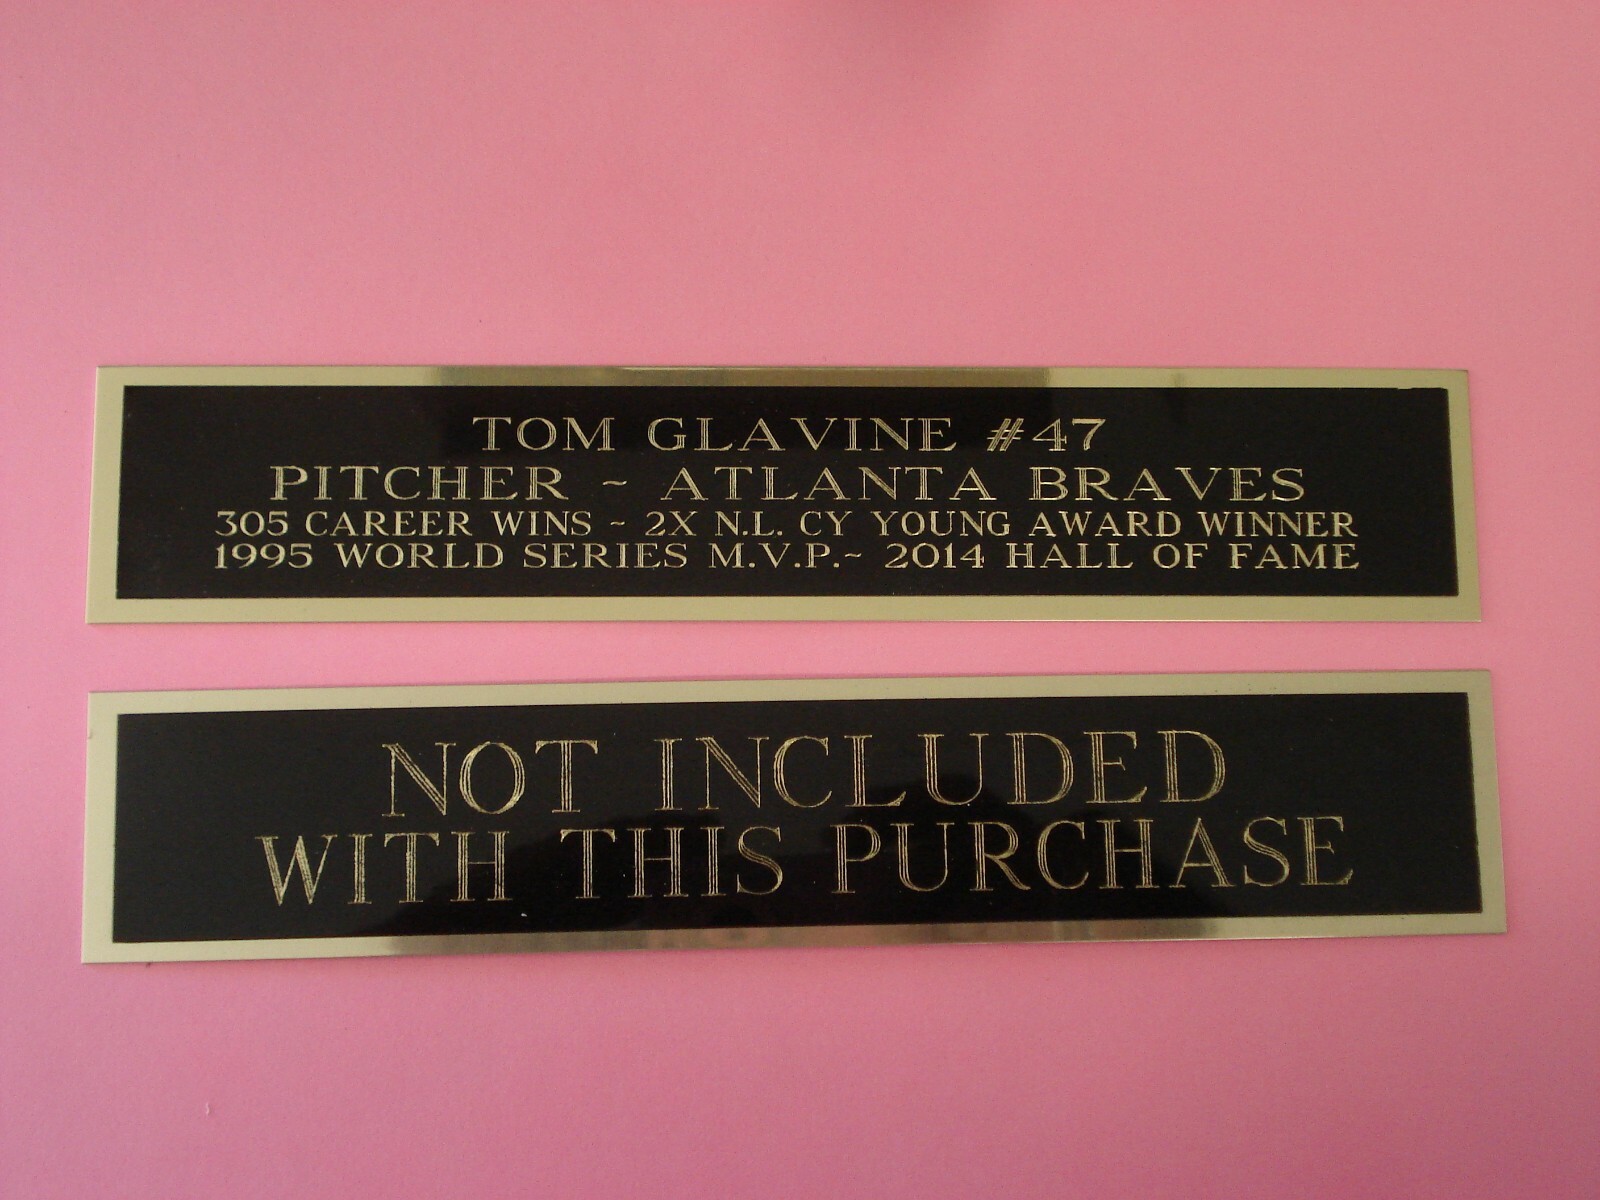 TOM GLAVINE #47
PITCHER ~ ATLANTA BRAVES
305 CAREER WINS ~ 2X N.L. CY YOUNG AWARD WINNER
1995 WORLD SERIES M.V.P.~ 2014 HALL OF FAME
NOT INCLUDED
WITH THIS PURCHASE